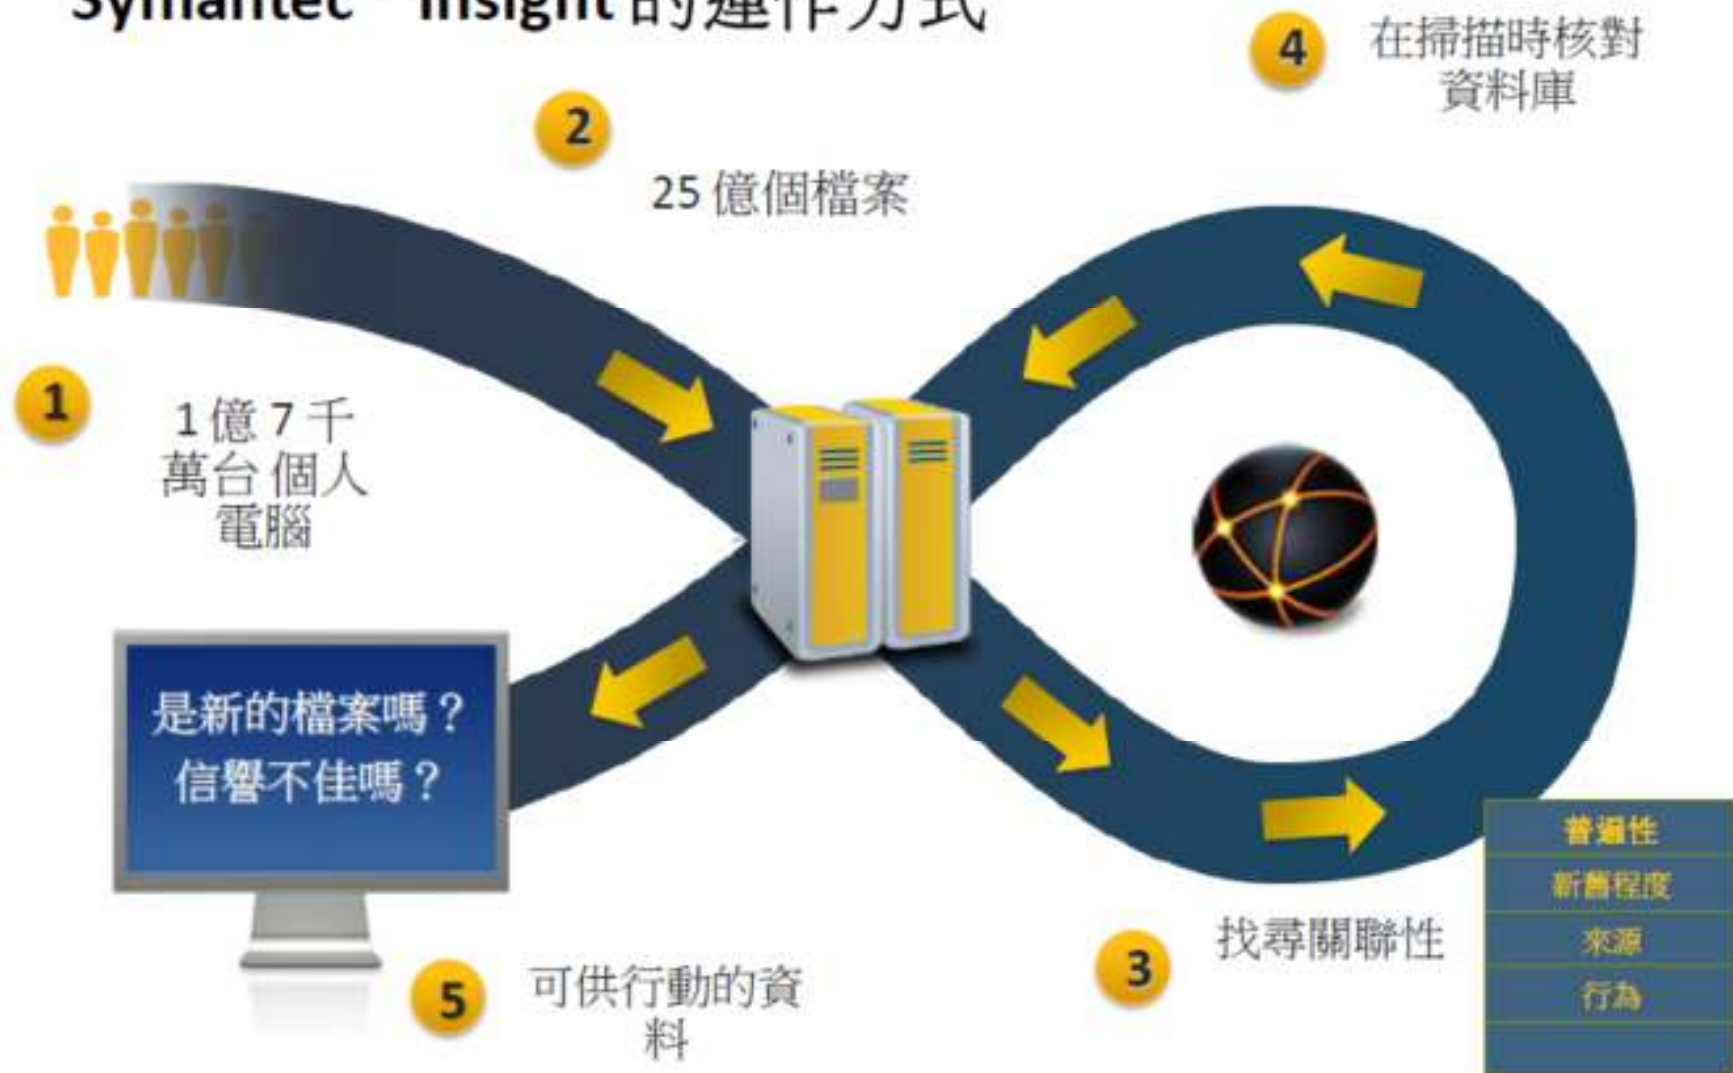 Symantec™ Insight 的運作方式
4
在掃描時核對
資料庫
2
25 億個檔案
1
1 億 7 千
萬台 個人
電腦
是新的檔案嗎？
信譽不佳嗎？
普遍性
新舊程度
來源
行為
3
找尋關聯性
5
可供行動的資
料